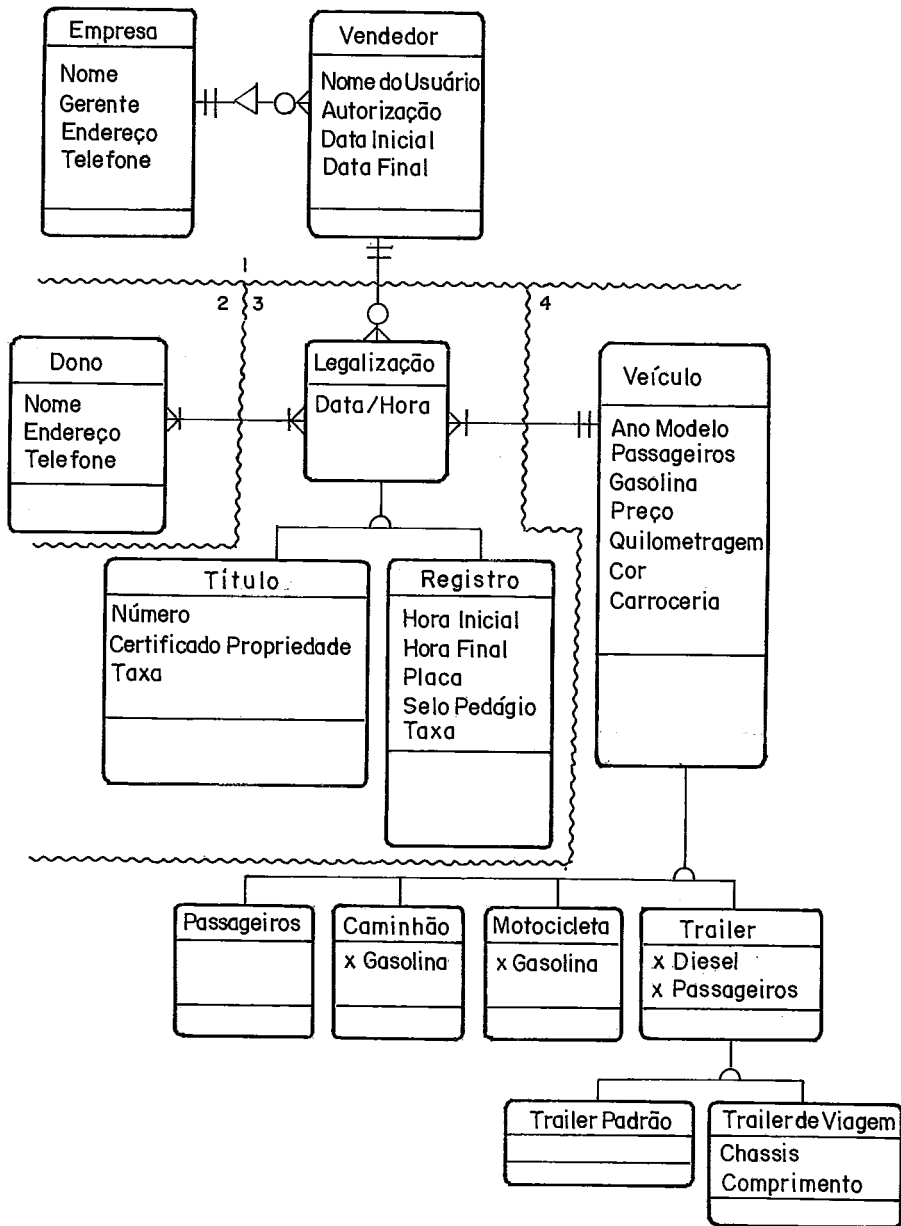 Empresa
Nome
Gerente
Endereço
Telefone
Vendedor
Nome do Usuário
Autorização
Data Inicial
Data Final
1
2
3
4
Dono
Nome
Endereço
Telefone
Legalização
Data/Hora
Veículo
Ano Modelo
Passageiros
Gasolina
Preço
Quilometragem
Cor
Carroceria
Título
Número
Certificado Propriedade
Taxa
Registro
Hora Inicial
Hora Final
Placa
Selo Pedágio
Taxa
Passageiros
Caminhão
x Gasolina
Motocicleta
x Gasolina
Trailer
x Diesel
x Passageiros
Trailer Padrão
Trailer de Viagem
Chassis
Comprimento